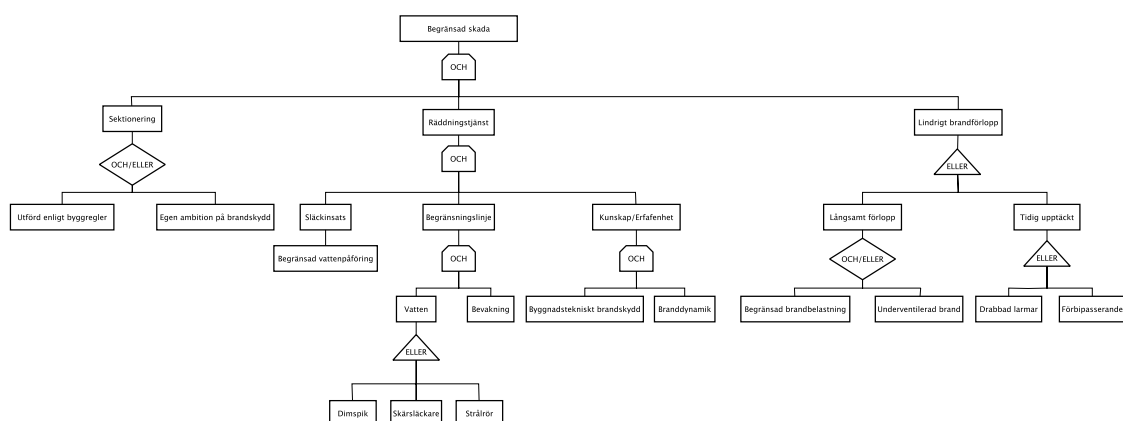 Begränsad skada
OCH
Sektionering
Räddningstjänst
Lindrigt brandförlopp
OCH/ELLER
OCH
ELLER
Utförd enligt byggregler
Egen ambition på brandskydd
Släckinsats
Begränsningslinje
Kunskap/Erfafenhet
Långsamt förlopp
Tidig upptäckt
Begränsad vattenpåföring
OCH
OCH
OCH/ELLER
ELLER
Vatten
Bevakning
Byggnadstekniskt brandskydd
Branddynamik
Begränsad brandbelastning
Underventilerad brand
Drabbad larmar
Förbipasserande
ELLER
Dimspik
Skärsläckare
Strålrör